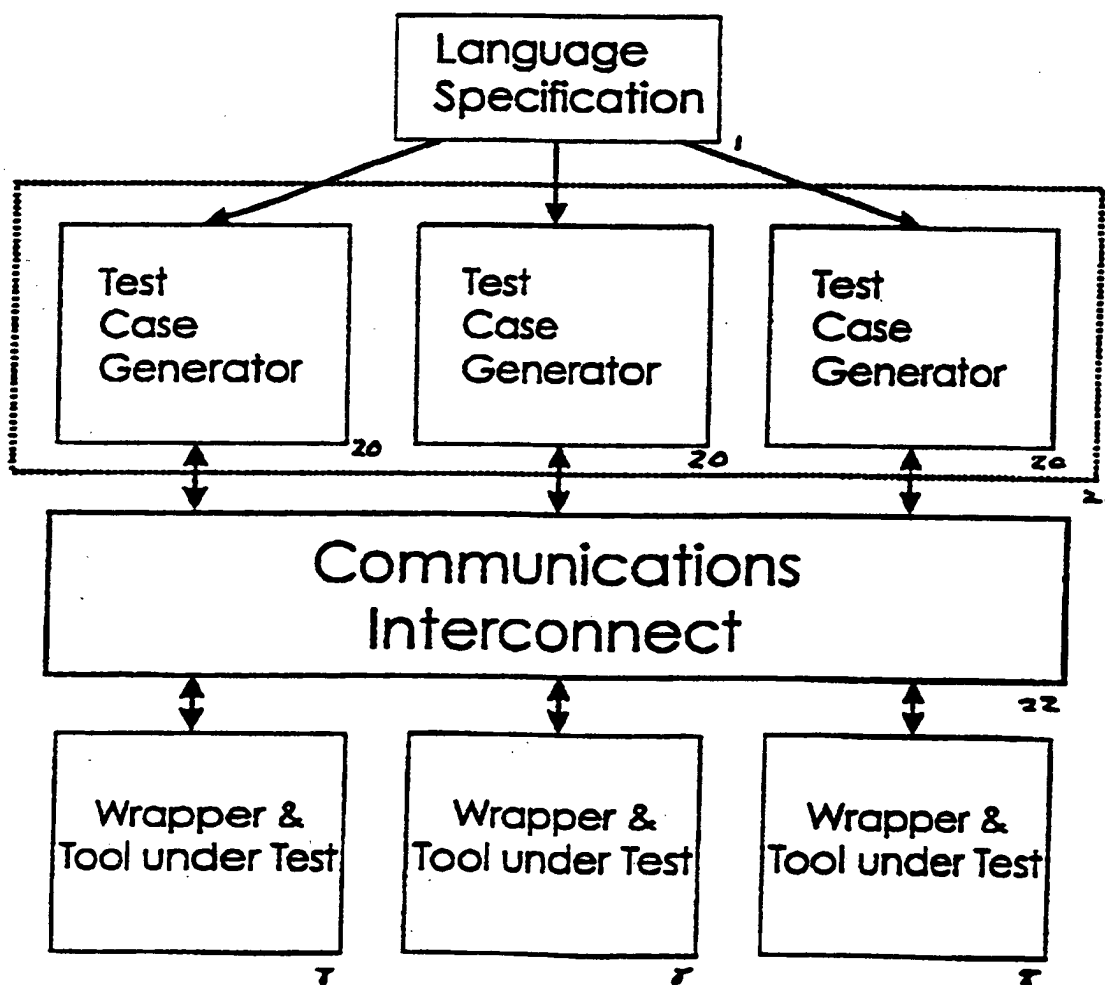 Language
Specification
1
Test
Case
Generator
20
Test
Case
Generator
20
Test
Case
Generator
20
Communications
Interconnect
22
Wrapper &
Tool under Test
Wrapper &
Tool under Test
Wrapper &
Tool under Test
8